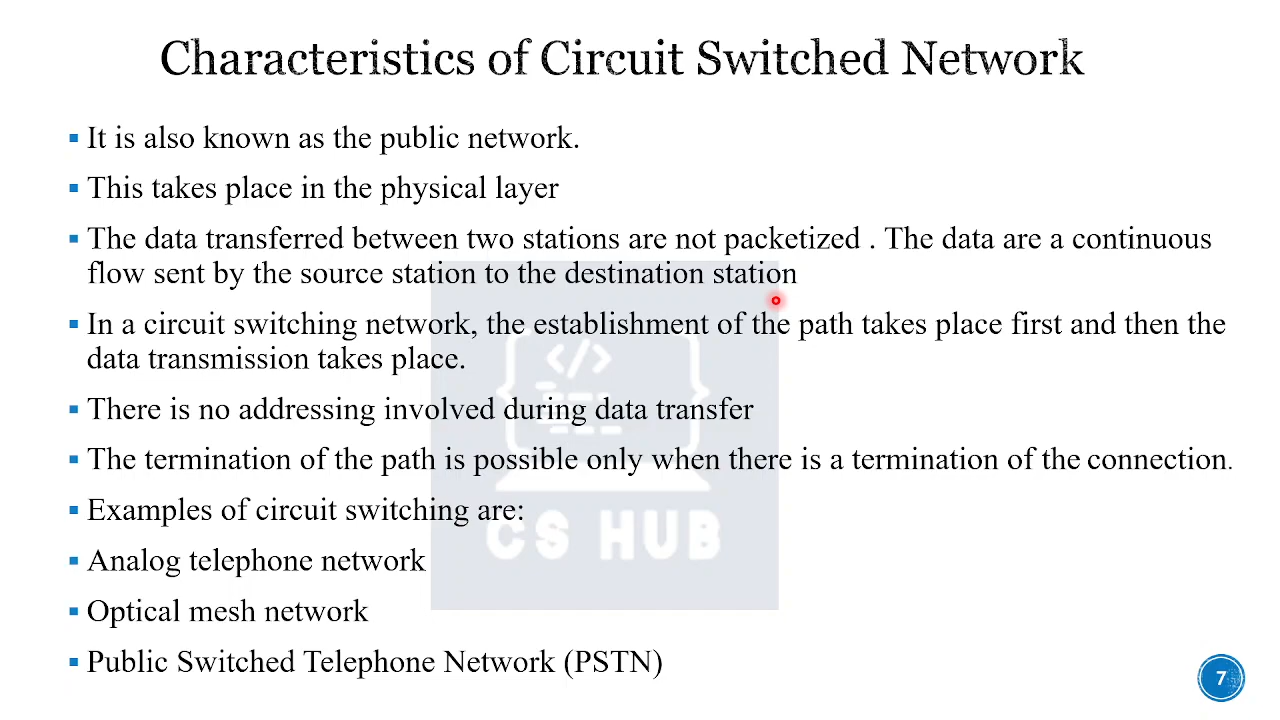 Characteristics of Circuit Switched Network
▪ It is also known as the public network.
▪ This takes place in the physical layer
▪ The data transferred between two stations are not packetized . The data are a continuous
flow sent by the source station to the destination station
▪ In a circuit switching network, the establishment of the path takes place first and then the
data transmission takes place.
▪ There is no addressing involved during data transfer
▪ The termination of the path is possible only when there is a termination of the connection.
▪ Examples of circuit switching are:
CS HUB
▪ Analog telephone network
▪ Optical mesh network
▪ Public Switched Telephone Network (PSTN)
7